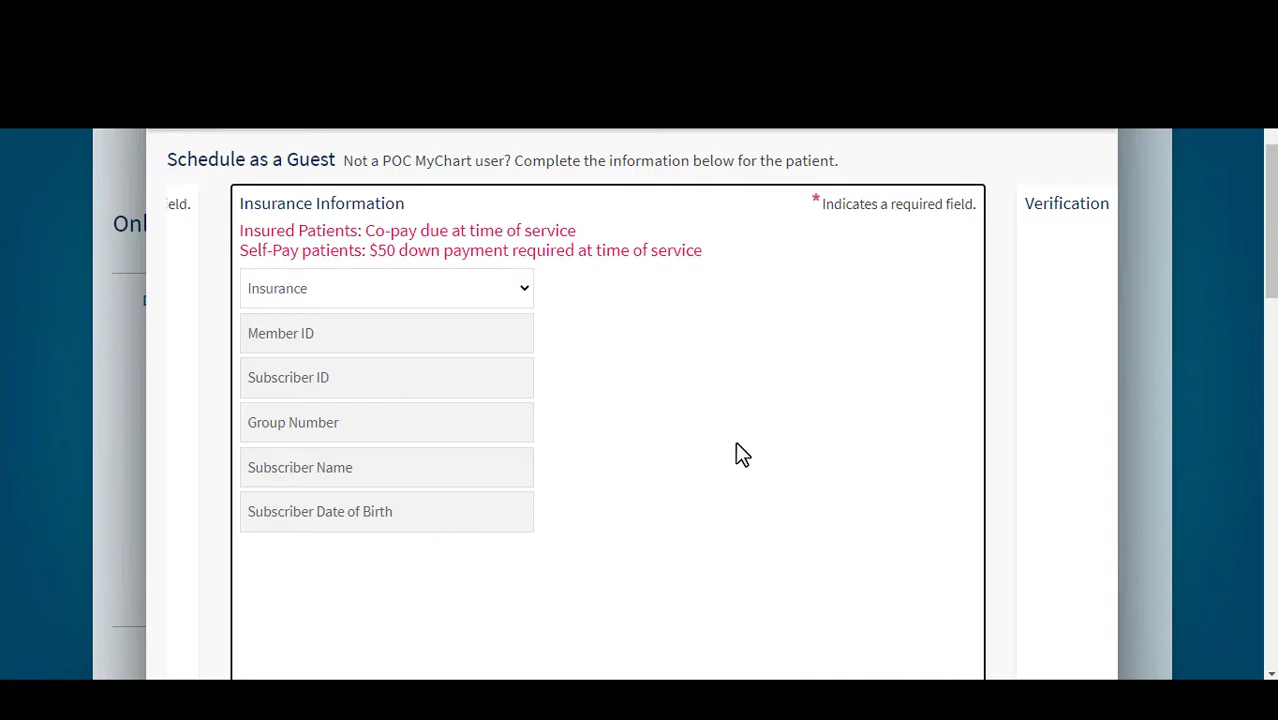 Schedule as a Guest Not a POC MyChart user? Complete the information below for the patient.
ield.
Insurance Information
* Indicates a required field.
Verification
Onl
Insured Patients: Co-pay due at time of service
Self-Pay patients: $50 down payment required at time of service
Insurance
Member ID
Subscriber ID
Group Number
Subscriber Name
Subscriber Date of Birth